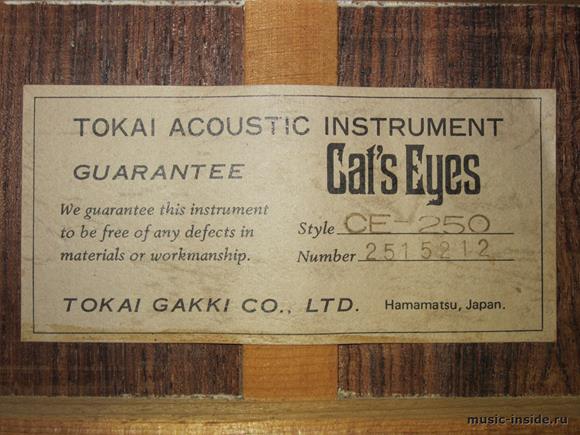 TOKAI ACOUSTIC INSTRUMENT
GUARANTEE
Cat's Eyes
We guarantee this instrument
to be free of any defects in
materials or workmanship.
Style CE-250
Number 2515212
TOKAI GAKKI CO., LTD. Hamamatsu, Japan.
music-inside.ru